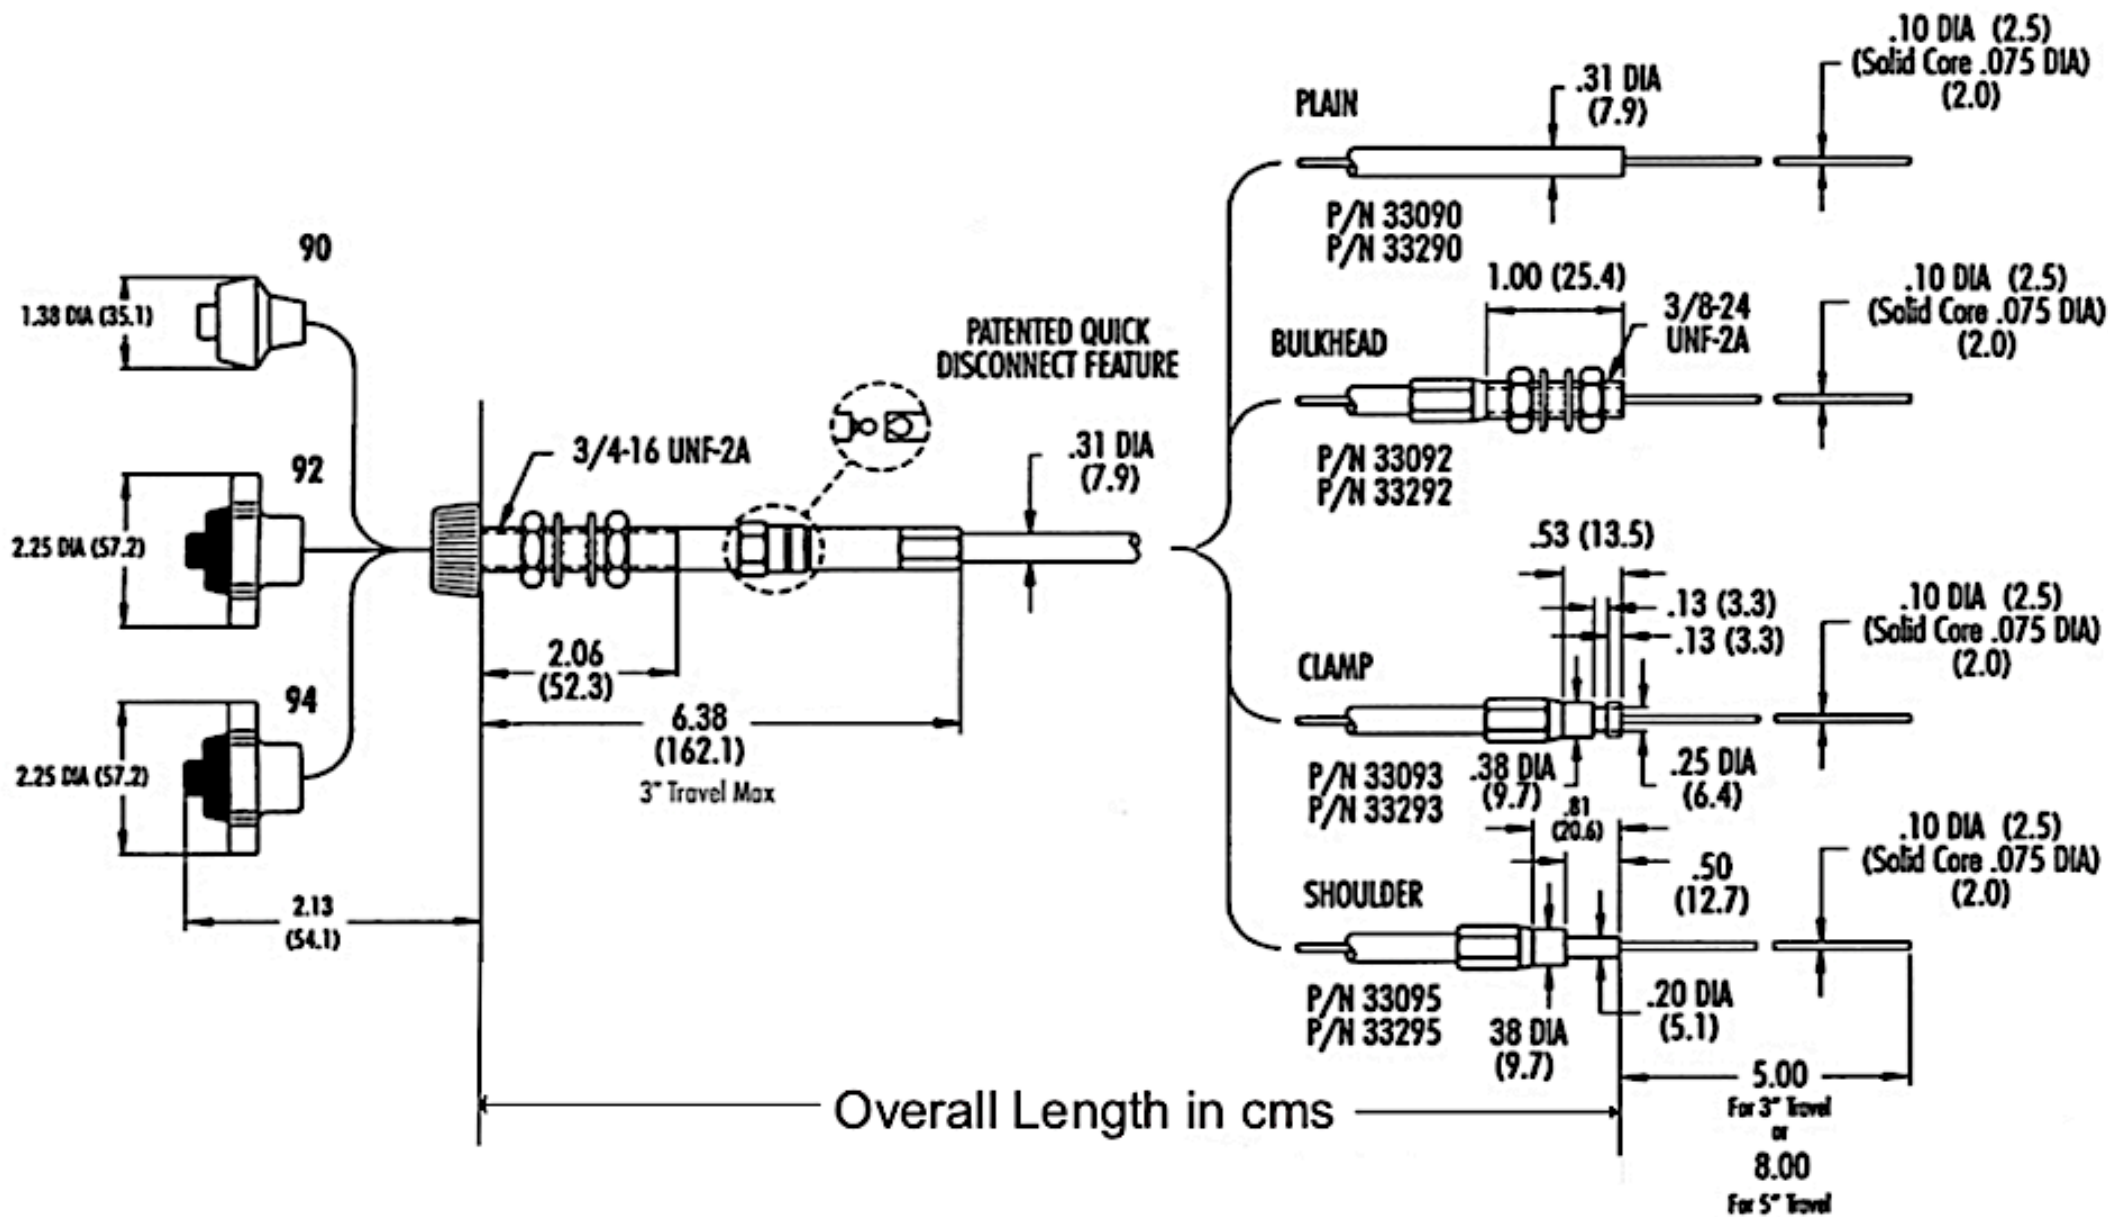 90
1.38 DIA (35.1)
92
2.25 DIA (57.2)
94
2.25 DIA (57.2)
2.13
(54.1)
3/4-16 UNF-2A
PATENTED QUICK
DISCONNECT FEATURE
.31 DIA
(7.9)
2.06
(52.3)
6.38
(162.1)
3" Travel Max
PLAIN
.31 DIA
(7.9)
.10 DIA (2.5)
(Solid Core .075 DIA)
(2.0)
P/N 33090
P/N 33290
1.00 (25.4)
BULKHEAD
3/8-24
UNF-2A
.10 DIA (2.5)
(Solid Core .075 DIA)
(2.0)
P/N 33092
P/N 33292
.53 (13.5)
.13 (3.3)
.13 (3.3)
CLAMP
.10 DIA (2.5)
(Solid Core .075 DIA)
(2.0)
P/N 33093
P/N 33293
.38 DIA
(9.7)
.25 DIA
(6.4)
.81
(20.6)
SHOULDER
.50
(12.7)
.10 DIA (2.5)
(Solid Core .075 DIA)
(2.0)
P/N 33095
P/N 33295
38 DIA
(9.7)
.20 DIA
(5.1)
5.00
For 3" Travel
or
8.00
For 5" Travel
Overall Length in cms